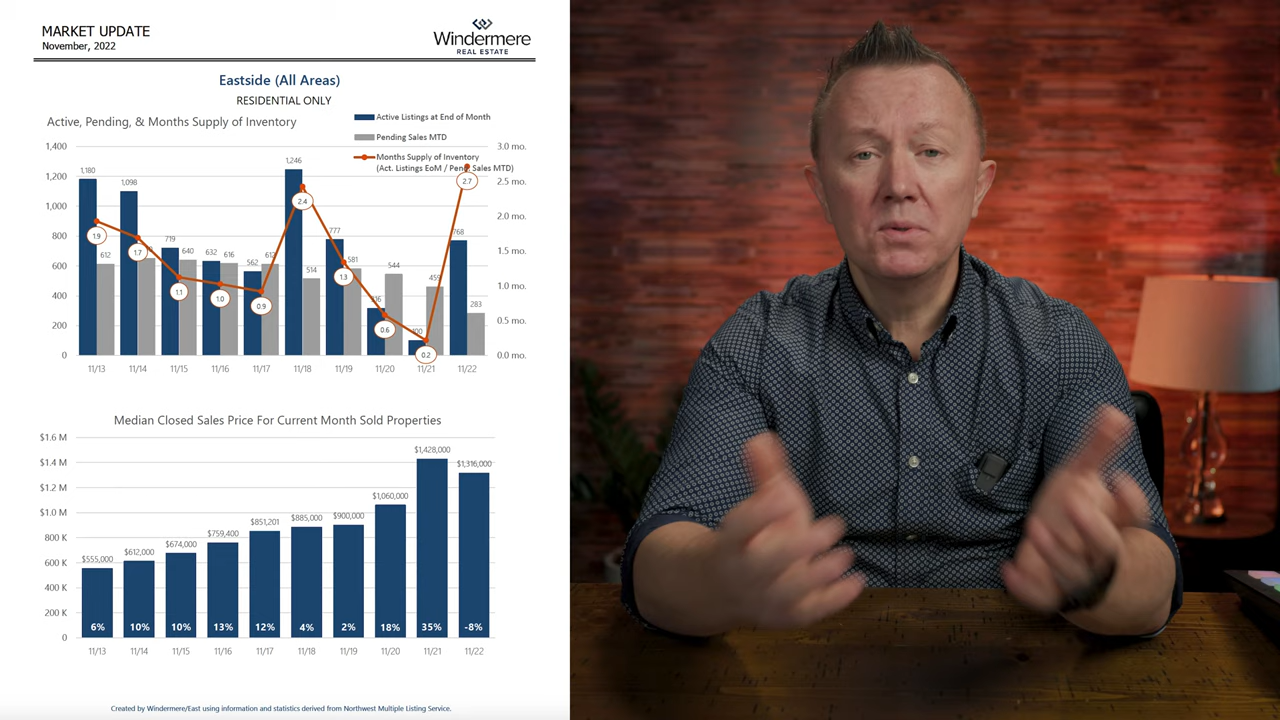 MARKET UPDATE
November, 2022
Windermere
REAL ESTATE
Eastside (All Areas)
RESIDENTIAL ONLY
Active, Pending, & Months Supply of Inventory
Active Listings at End of Month
Pending Sales MTD
Months Supply of Inventory
(Act. Listings EoM / Pend. Sales MTD)
1,400
1,200
1,000
800
600
400
200
0
3.0 mo.
2.5 mo.
2.0 mo.
1.5 mo.
1.0 mo.
0.5 mo.
0.0 mo.
1,180
1,098
719
632
562
1,246
777
768
612
640
616
514
581
544
283
1.9
1.7
1.1
1.0
0.9
2.4
1.3
0.6
0.2
2.7
11/13 11/14 11/15 11/16 11/17 11/18 11/19 11/20 11/21 11/22
Median Closed Sales Price For Current Month Sold Properties
$1.6 M
$1.4 M
$1.2 M
$1.0 M
800 K
600 K
400 K
200 K
0
$555,000
$612,000
$674,000
$759,400
$851,201
$885,000
$900,000
$1,060,000
$1,428,000
$1,316,000
6% 10% 10% 13% 12% 4% 2% 18% 35% -8%
11/13 11/14 11/15 11/16 11/17 11/18 11/19 11/20 11/21 11/22
Created by Windermere/East using information and statistics derived from Northwest Multiple Listing Service.